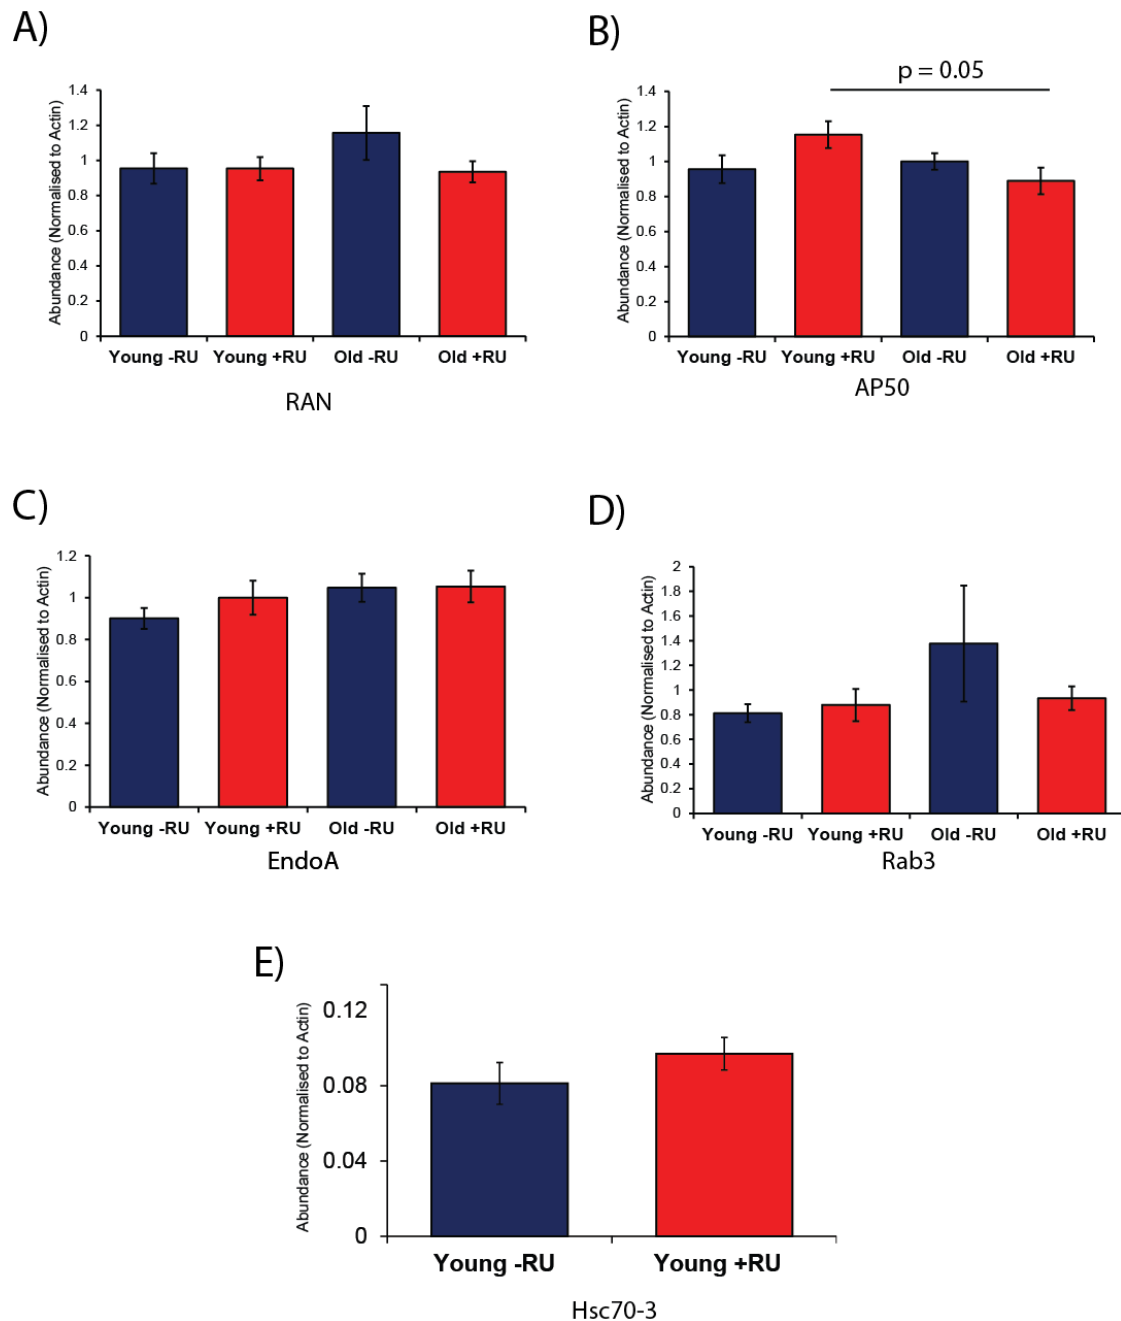 A)
Abundance (Normalised to Actin)
1.4
1.2
1
0.8
0.6
0.4
0.2
0
Young -RU Young +RU Old -RU Old +RU
RAN
B)
p = 0.05
Abundance (Normalised to Actin)
1.4
1.2
1
0.8
0.6
0.4
0.2
0
Young -RU Young +RU Old -RU Old +RU
AP50
C)
Abundance (Normalised to Actin)
1.2
1
0.8
0.6
0.4
0.2
0
Young -RU Young +RU Old -RU Old +RU
EndoA
D)
Abundance (Normalised to Actin)
2
1.8
1.6
1.4
1.2
1
0.8
0.6
0.4
0.2
0
Young -RU Young +RU Old -RU Old +RU
Rab3
E)
Abundance (Normalised to Actin)
0.12
0.08
0.04
0
Young -RU Young +RU
Hsc70-3